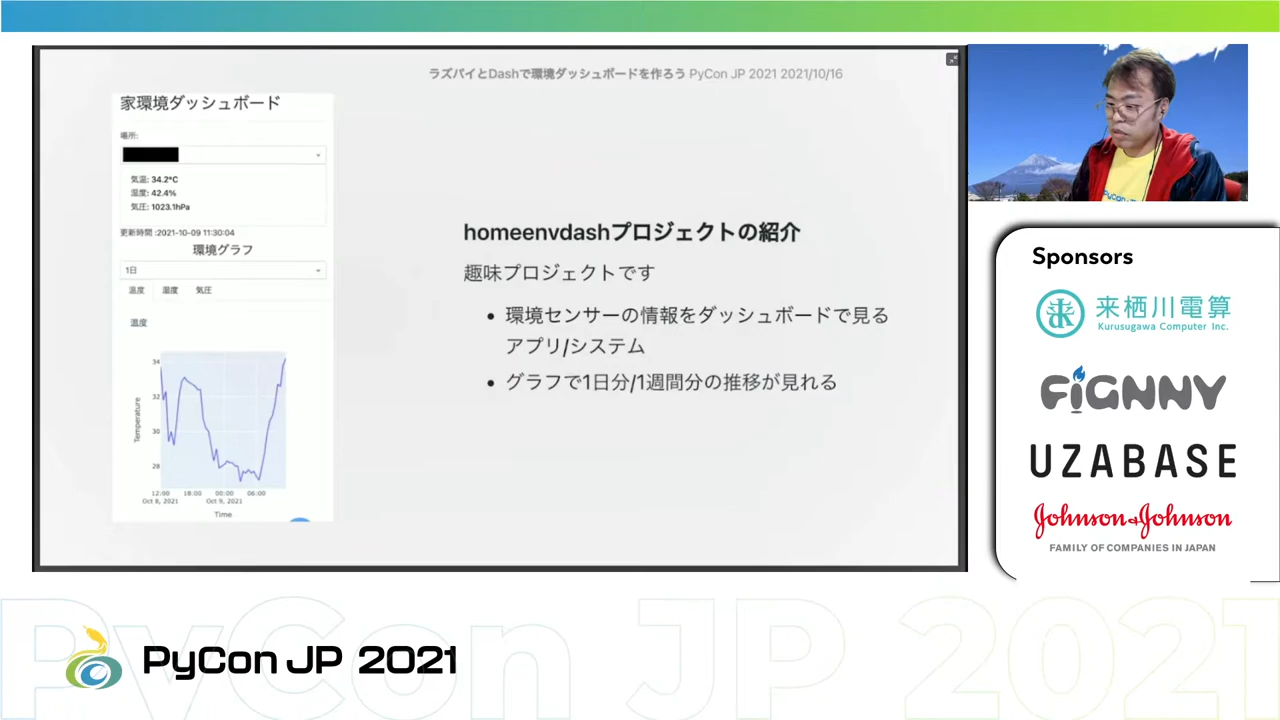 ラズパイとDashで環境ダッシュボードを作ろう PyCon JP 2021 2021/10/16
家環境ダッシュボード
場所:
気温: 34.2°C
湿度: 42.4%
気圧: 1023.1hPa
更新時間 :2021-10-09 11:30:04
環境グラフ
1日
温度 湿度 気圧
温度
34
32
30
28
Temperature
12:00 18:00 00:00 06:00
Oct 8, 2021 Oct 9, 2021
Time
homeenvdashプロジェクトの紹介
趣味プロジェクトです
• 環境センサーの情報をダッシュボードで見る
アプリ/システム
• グラフで1日分/1週間分の推移が見れる
PyCon JP
Sponsors
来栖川電算
Kurusugawa Computer Inc.
FiGNNY
UZABASE
Johnson&Johnson
FAMILY OF COMPANIES IN JAPAN
PyCon JP 2021
PyCon JP 2021